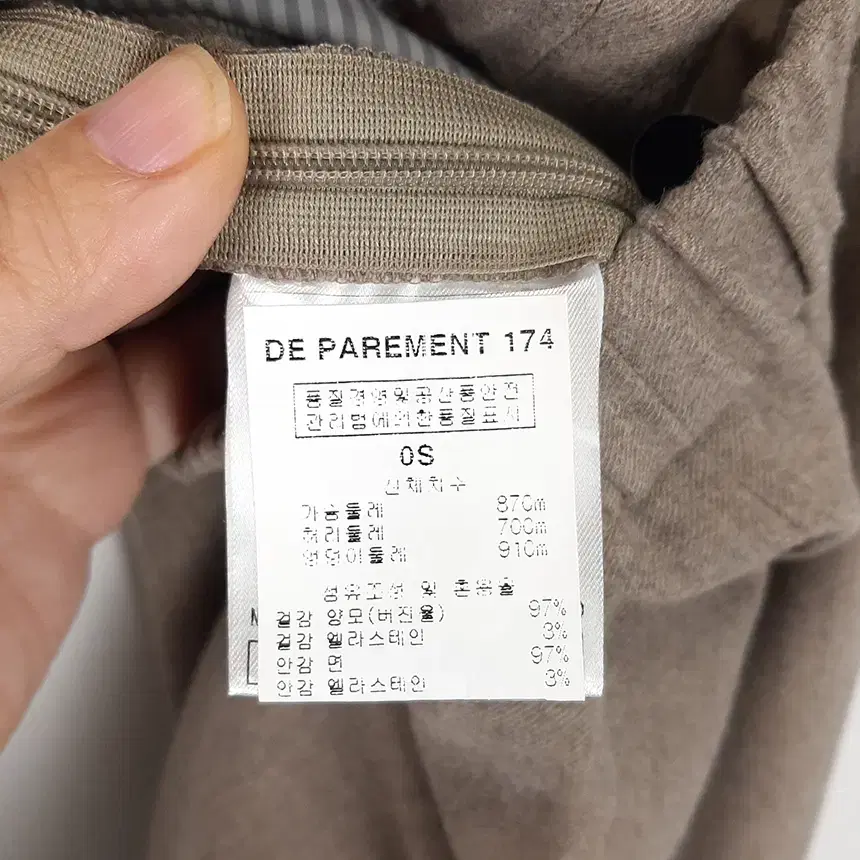 DE PAREMENT 174
품질경영및공산품안전
관리법에의한품질표시
0S
신체치수
가슴둘레 870m
허리둘레 700m
엉덩이둘레 910m
섬유조성 및 혼용율
겉감 양모(버진울) 97%
겉감 엘라스테인 3%
안감 면 97%
안감 엘라스테인 3%